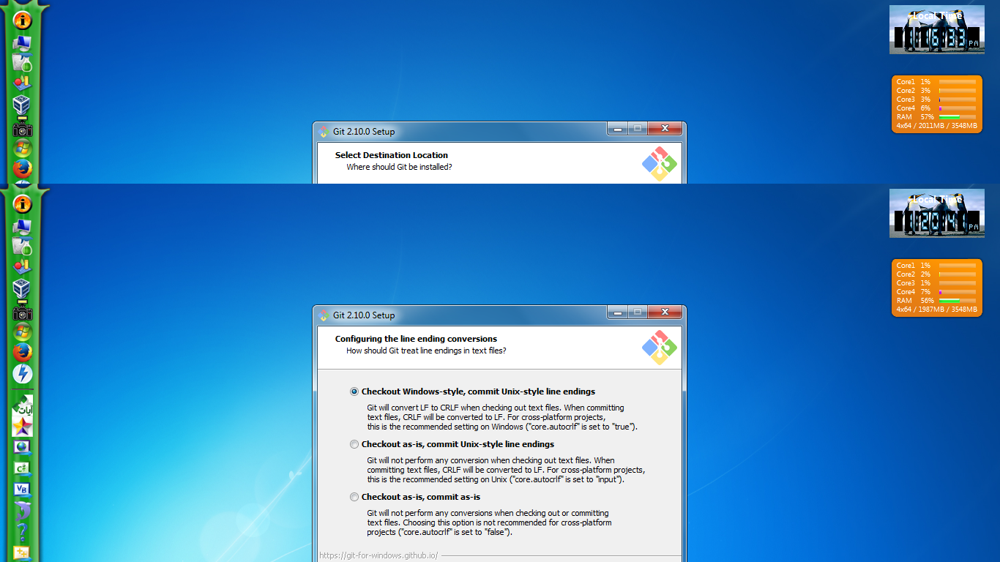 Local Time
6:33 PM
Core1 1%
Core2 3%
Core3 3%
Core4 6%
RAM 57%
4x64 / 2011MB / 3548MB
Git 2.10.0 Setup
Select Destination Location
Where should Git be installed?
Local Time
PM
Core1 1%
Core2 2%
Core3 1%
Core4 7%
RAM 56%
4x64 / 1987MB / 3548MB
Git 2.10.0 Setup
Configuring the line ending conversions
How should Git treat line endings in text files?
Checkout Windows-style, commit Unix-style line endings
Git will convert LF to CRLF when checking out text files. When committing
text files, CRLF will be converted to LF. For cross-platform projects,
this is the recommended setting on Windows ("core.autocrlf" is set to "true").
Checkout as-is, commit Unix-style line endings
Git will not perform any conversion when checking out text files. When
committing text files, CRLF will be converted to LF. For cross-platform projects,
this is the recommended setting on Unix ("core.autocrlf" is set to "input").
Checkout as-is, commit as-is
Git will not perform any conversions when checking out or committing
text files. Choosing this option is not recommended for cross-platform
projects ("core.autocrlf" is set to "false").
https://git-for-windows.github.io/
آيات
C#
VB